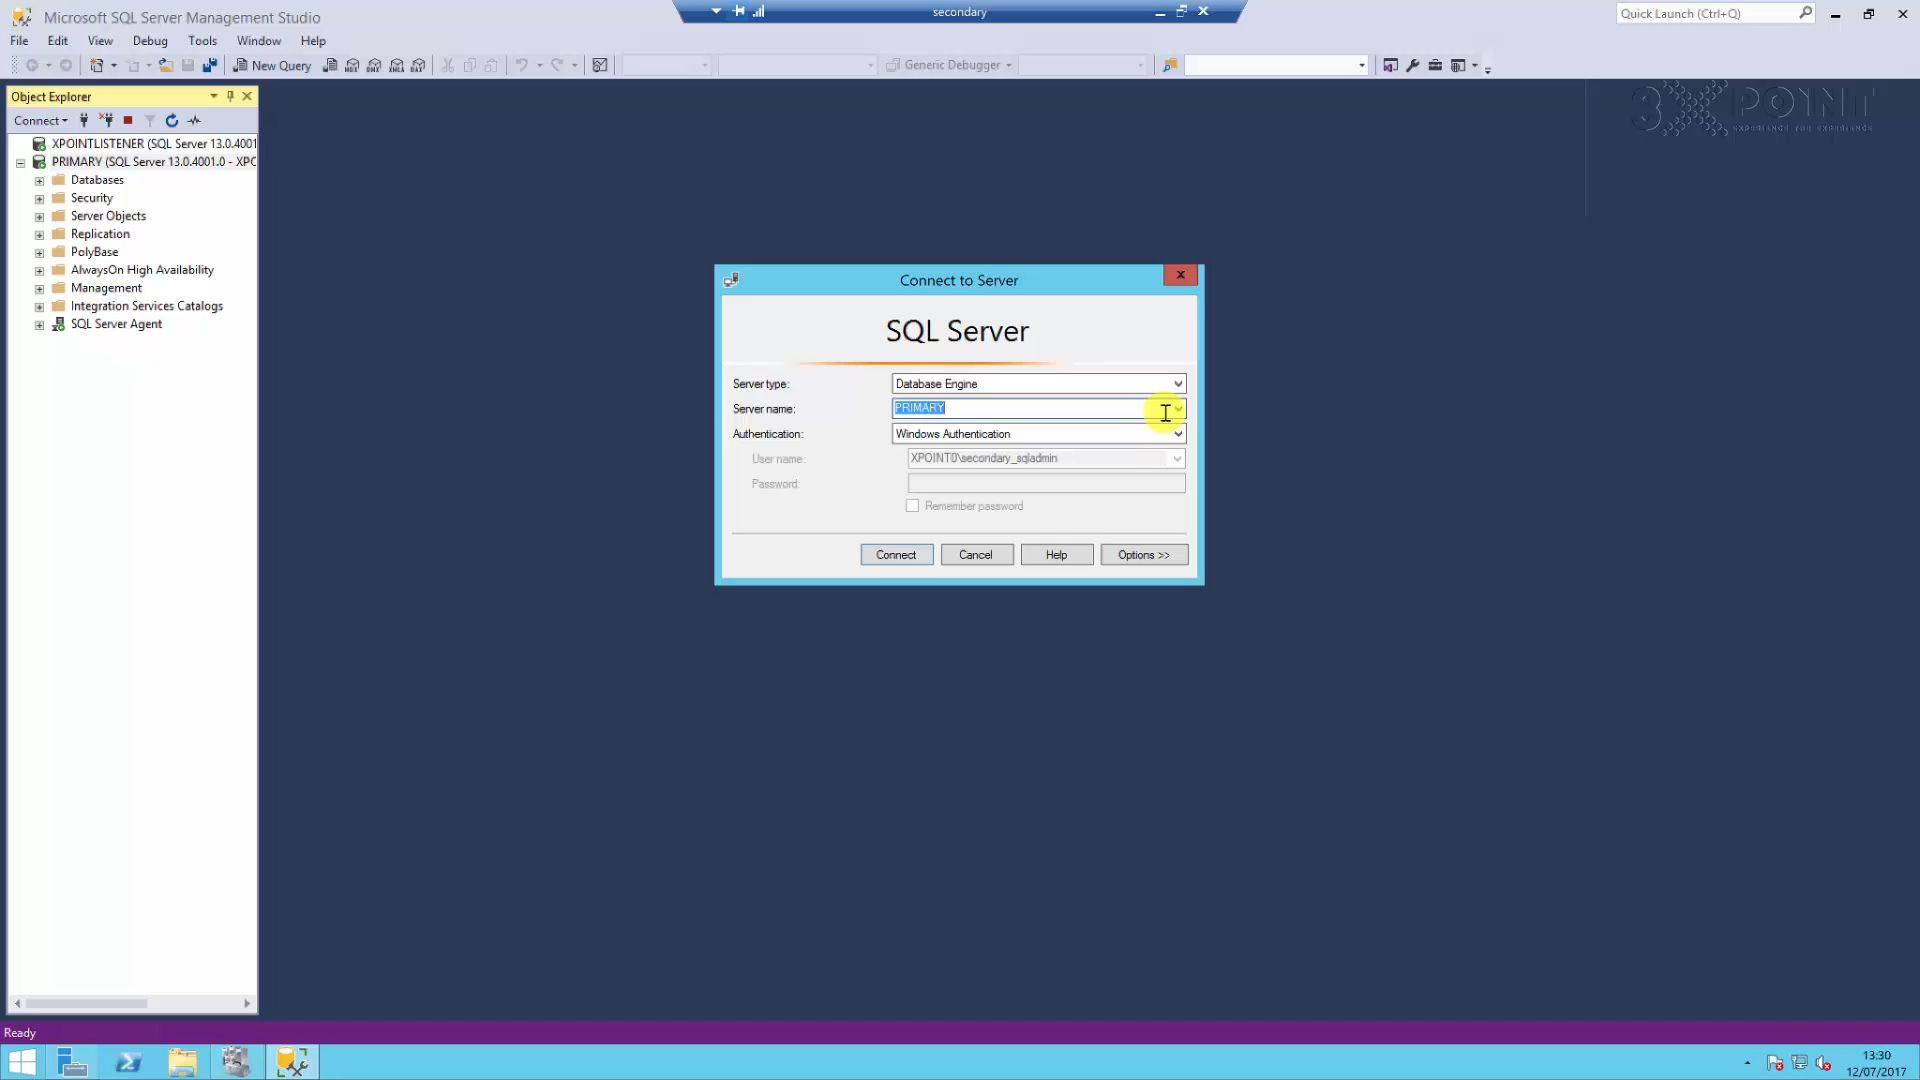 Microsoft SQL Server Management Studio
secondary
Quick Launch (Ctrl+Q)
File Edit View Debug Tools Window Help
New Query
Generic Debugger
Object Explorer
Connect
XPOINTLISTENER (SQL Server 13.0.4001
PRIMARY (SQL Server 13.0.4001.0 - XPC
Databases
Security
Server Objects
Replication
PolyBase
AlwaysOn High Availability
Management
Integration Services Catalogs
SQL Server Agent
3XPOINT
Connect to Server
x
SQL Server
Server type: Database Engine
Server name: PRIMARY
Authentication: Windows Authentication
User name: XPOINT0\secondary_sqladmin
Password:
Remember password
Connect Cancel Help Options >>
Ready
13:30
12/07/2017